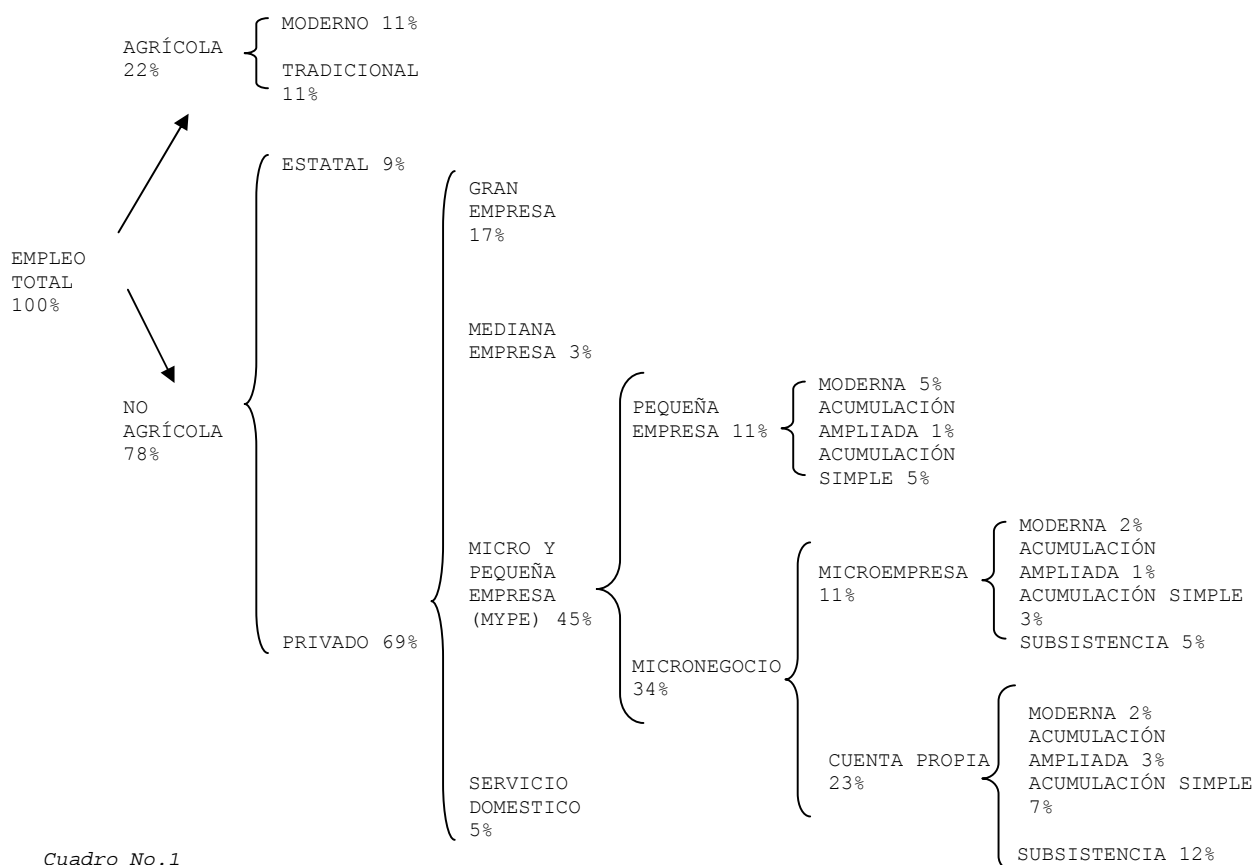 AGRÍCOLA
22%
MODERNO 11%
TRADICIONAL
11%
EMPLEO
TOTAL
100%
NO
AGRÍCOLA
78%
ESTATAL 9%
PRIVADO 69%
GRAN
EMPRESA
17%
MEDIANA
EMPRESA 3%
MICRO Y
PEQUEÑA
EMPRESA
(MYPE) 45%
SERVICIO
DOMESTICO
5%
PEQUEÑA
EMPRESA 11%
MODERNA 5%
ACUMULACIÓN
AMPLIADA 1%
ACUMULACIÓN
SIMPLE 5%
MICRONEGOCIO
34%
MICROEMPRESA
11%
MODERNA 2%
ACUMULACIÓN
AMPLIADA 1%
ACUMULACIÓN SIMPLE
3%
SUBSISTENCIA 5%
CUENTA PROPIA
23%
MODERNA 2%
ACUMULACIÓN
AMPLIADA 3%
ACUMULACIÓN SIMPLE
7%
SUBSISTENCIA 12%
Cuadro No.1